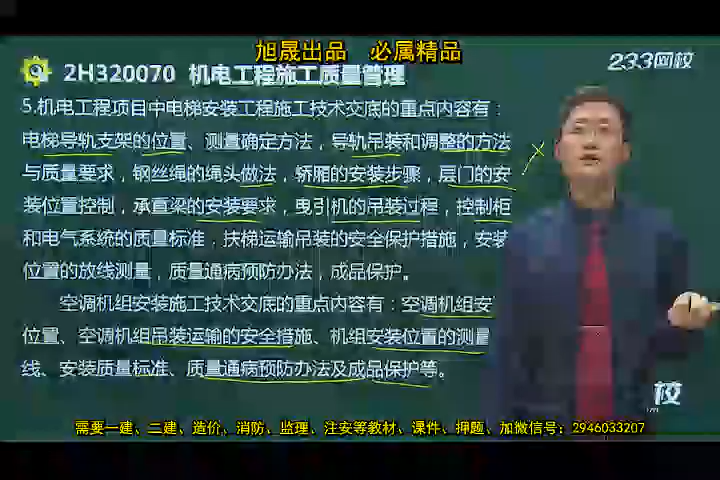 旭晟出品 必属精品
233网校
2H320070 机电工程施工质量管理
5.机电工程项目中电梯安装工程施工技术交底的重点内容有：
电梯导轨支架的位置、测量确定方法，导轨吊装和调整的方法
与质量要求，钢丝绳的绳头做法，轿厢的安装步骤，层门的安
装位置控制，承重梁的安装要求，曳引机的吊装过程，控制柜
和电气系统的质量标准，扶梯运输吊装的安全保护措施，安装
位置的放线测量，质量通病预防办法，成品保护。
空调机组安装施工技术交底的重点内容有：空调机组安
位置、空调机组吊装运输的安全措施、机组安装位置的测量
线、安装质量标准、质量通病预防办法及成品保护等。
校
需要一建、二建、造价、消防、监理、注安等教材、课件、押题、加微信号：2946033207